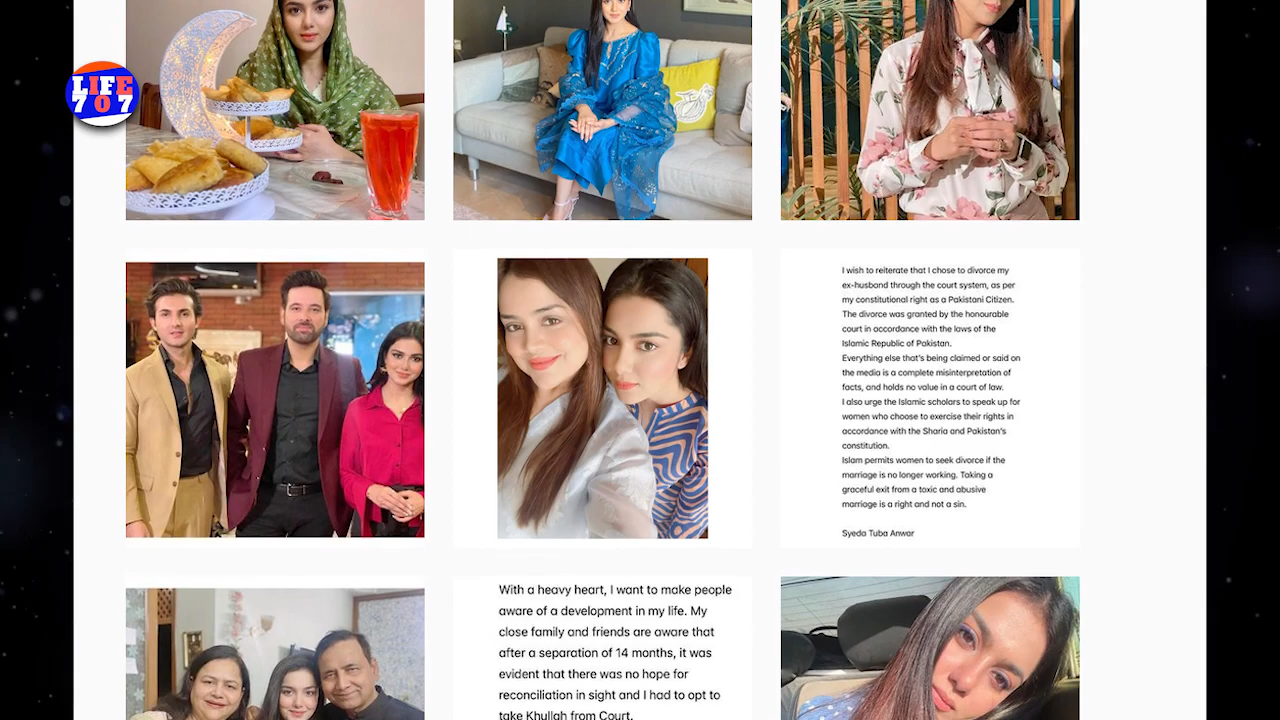 LIFE
707
I wish to reiterate that I chose to divorce my
ex-husband through the court system, as per
my constitutional right as a Pakistani Citizen.
The divorce was granted by the honourable
court in accordance with the laws of the
Islamic Republic of Pakistan.
Everything else that's being claimed or said on
the media is a complete misinterpretation of
facts, and holds no value in a court of law.
I also urge the Islamic scholars to speak up for
women who choose to exercise their rights in
accordance with the Sharia and Pakistan's
constitution.
Islam permits women to seek divorce if the
marriage is no longer working. Taking a
graceful exit from a toxic and abusive
marriage is a right and not a sin.
Syeda Tuba Anwar
With a heavy heart, I want to make people
aware of a development in my life. My
close family and friends are aware that
after a separation of 14 months, it was
evident that there was no hope for
reconciliation in sight and I had to opt to
take Khullah from Court.